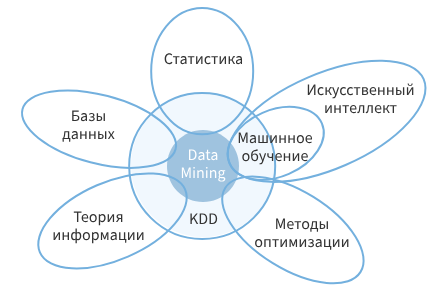 Статистика
Искусственный
интеллект
Базы
данных
Машинное
обучение
Data
Mining
Теория
информации
KDD
Методы
оптимизации